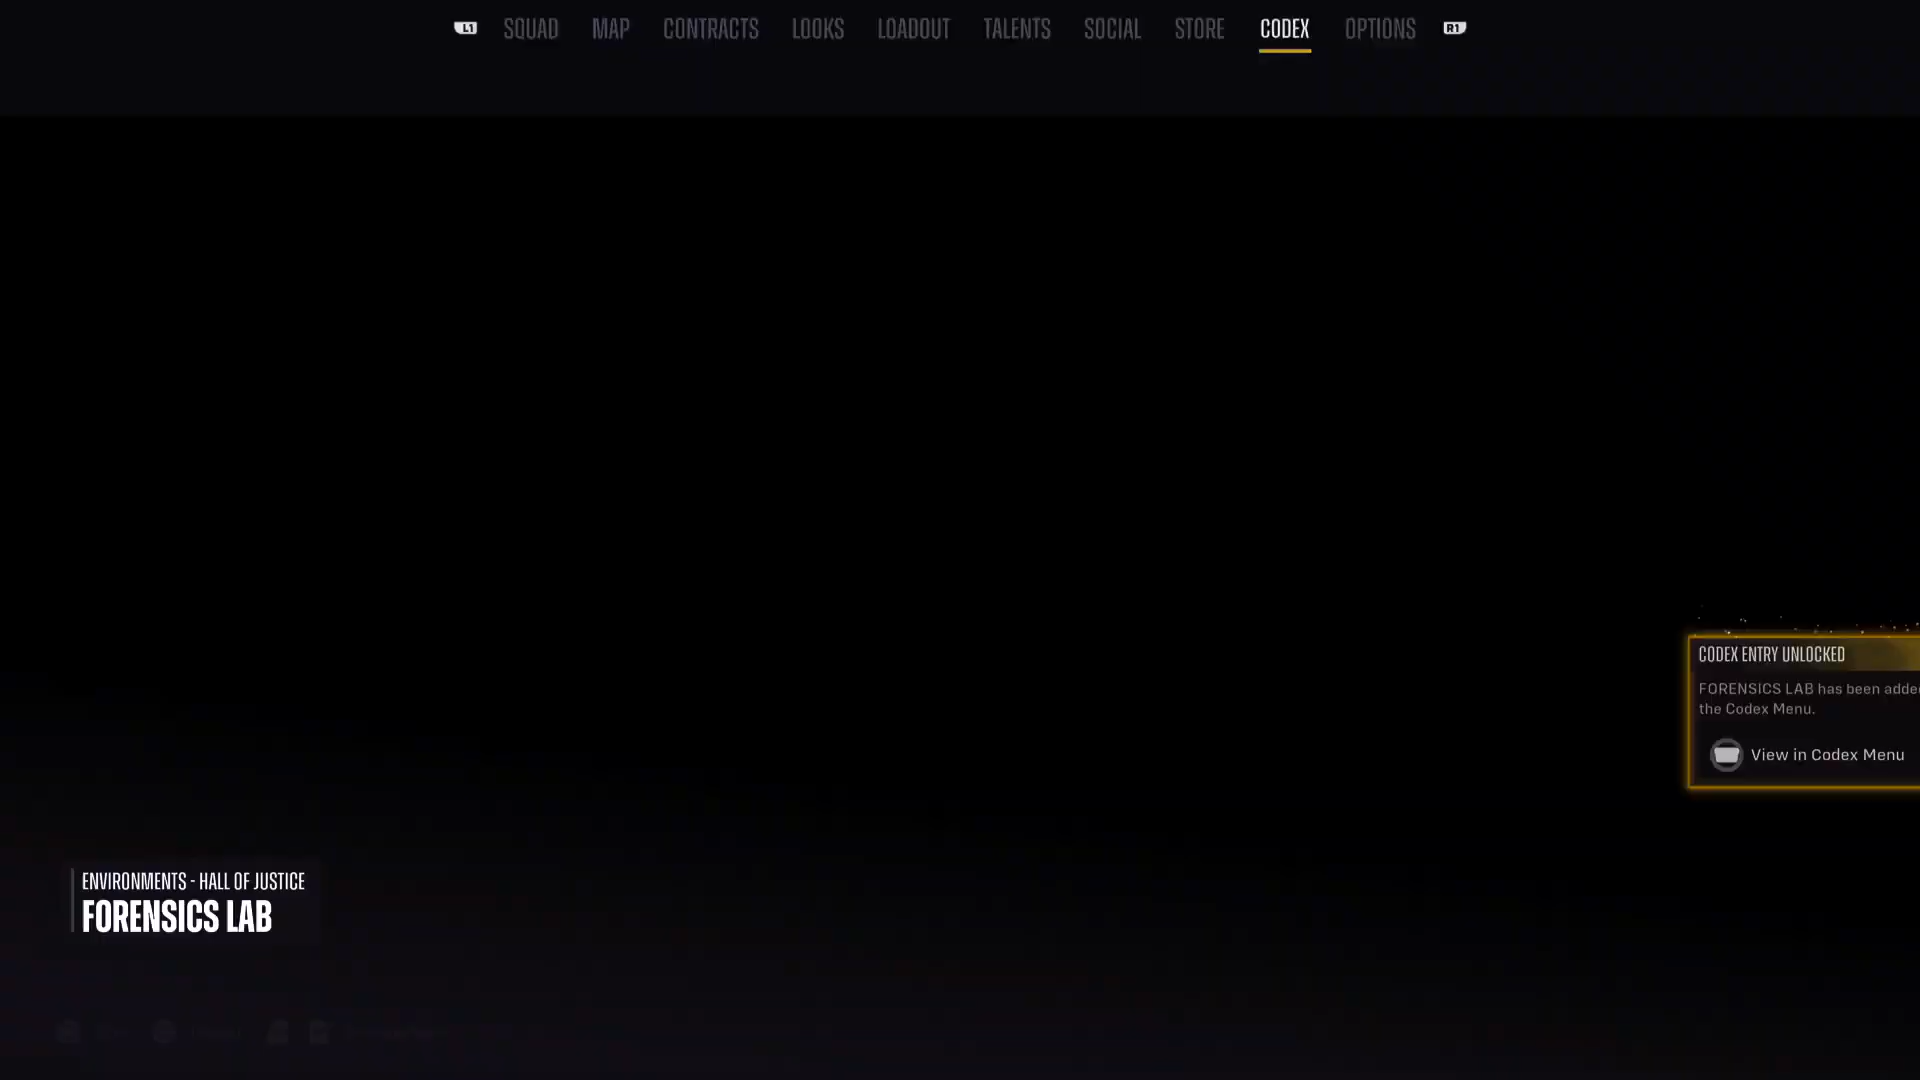 L1 SQUAD MAP CONTRACTS LOOKS LOADOUT TALENTS SOCIAL STORE CODEX OPTIONS R1
CODEX ENTRY UNLOCKED
FORENSICS LAB has been added
the Codex Menu.
View in Codex Menu
ENVIRONMENTS - HALL OF JUSTICE
FORENSICS LAB